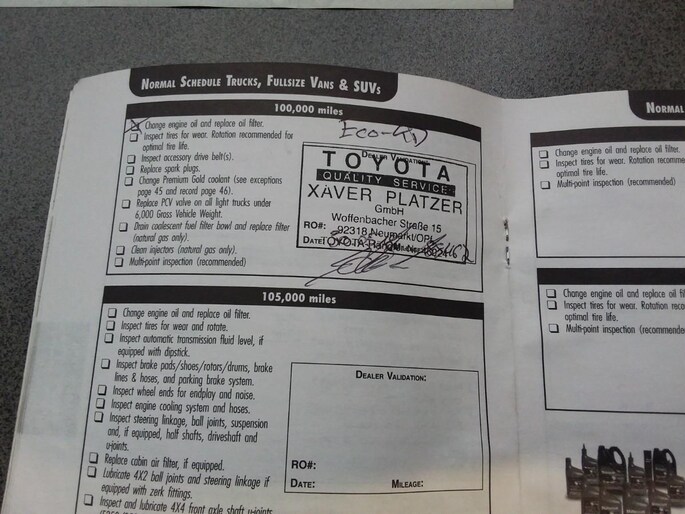 NORMAL SCHEDULE TRUCKS, FULLSIZE VANS & SUVS
100,000 miles
Change engine oil and replace oil filter.
Inspect tires for wear. Rotation recommended for
optimal tire life.
Inspect accessory drive belt(s).
Replace spark plugs.
Change Premium Gold coolant (see exceptions
page 45 and record page 46).
Replace PCV valve on all light trucks under
6,000 Gross Vehicle Weight.
Drain coalescent fuel filter bowl and replace filter
(natural gas only).
Clean injectors (natural gas only).
Multi-point inspection (recommended)
DEALER VALIDATION:
TOYOTA
QUALITY SERVICE
XAVER PLATZER
GmbH
Woffenbacher Straße 15
RO#:
92318 Neumarkt/OPf.
DATE:
105,000 miles
Change engine oil and replace oil filter.
Inspect tires for wear and rotate.
Inspect automatic transmission fluid level, if
equipped with dipstick.
Inspect brake pads/shoes/rotors/drums, brake
lines & hoses, and parking brake system.
Inspect wheel ends for endplay and noise.
Inspect engine cooling system and hoses.
Inspect steering linkage, ball joints, suspension
and, if equipped, half shafts, driveshaft and
u-joints.
Replace cabin air filter, if equipped.
Lubricate 4X2 ball joints and steering linkage if
equipped with zerk fittings.
Inspect and lubricate 4X4 front axle shaft u-joints
DEALER VALIDATION:
RO#:
DATE: MILEAGE:
NORMAL
Change engine oil and replace oil filter.
Inspect tires for wear. Rotation
optimal tire life.
Multi-point inspection (recommended)
Change engine oil and replace oil
Inspect tires for wear. Rotation
optimal tire life.
Multi-point inspection